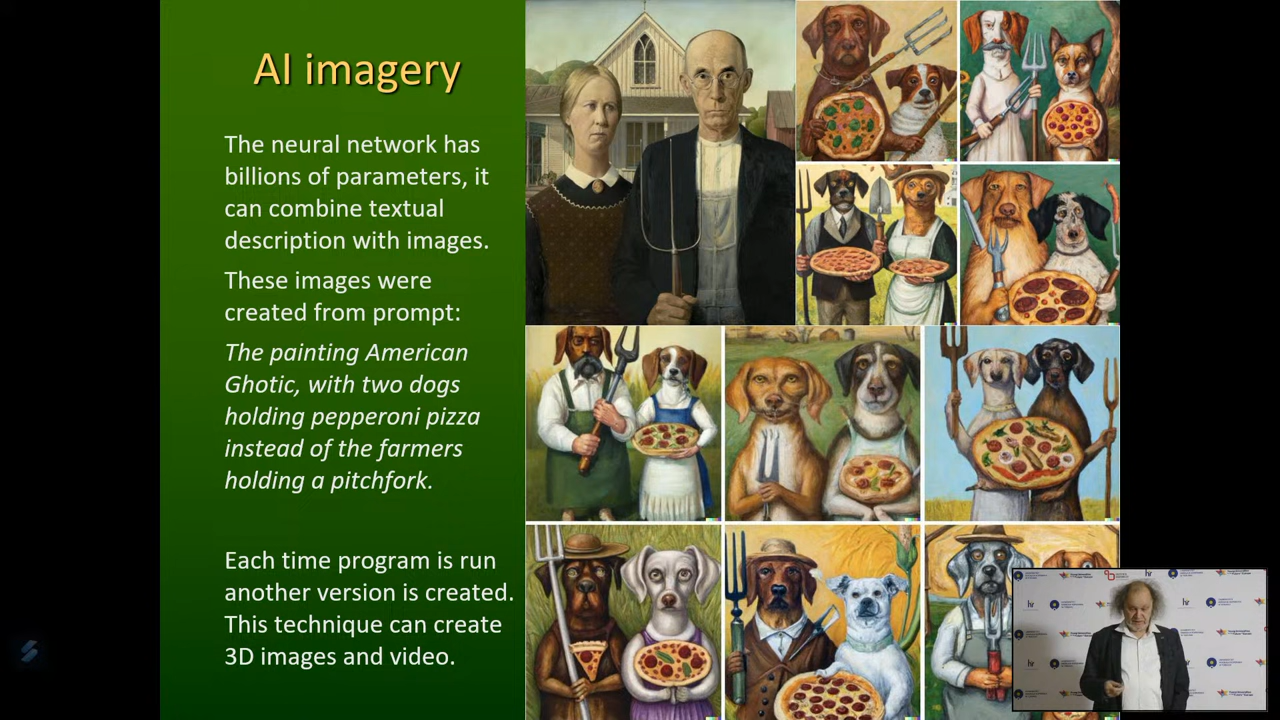 AI imagery
The neural network has
billions of parameters, it
can combine textual
description with images.
These images were
created from prompt:
The painting American
Ghotic, with two dogs
holding pepperoni pizza
instead of the farmers
holding a pitchfork.
Each time program is run
another version is created.
This technique can create
3D images and video.